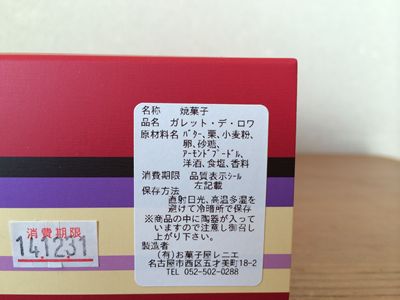 名称 焼菓子
品名 ガレット・デ・ロワ
原材料名 バター、栗、小麦粉、
卵、砂糖、
アーモンドプードル、
洋酒、食塩、香料
消費期限 品質表示シール
左記載
保存方法
直射日光、高温多湿を
避けて冷暗所で保存
※商品の中に陶器が入って
いますので注意し御召し
上がり下さい。
製造者
(有)お菓子屋レニエ
名古屋市西区五才美町18-2
TEL 052-502-0288
消費期限
14.12.31